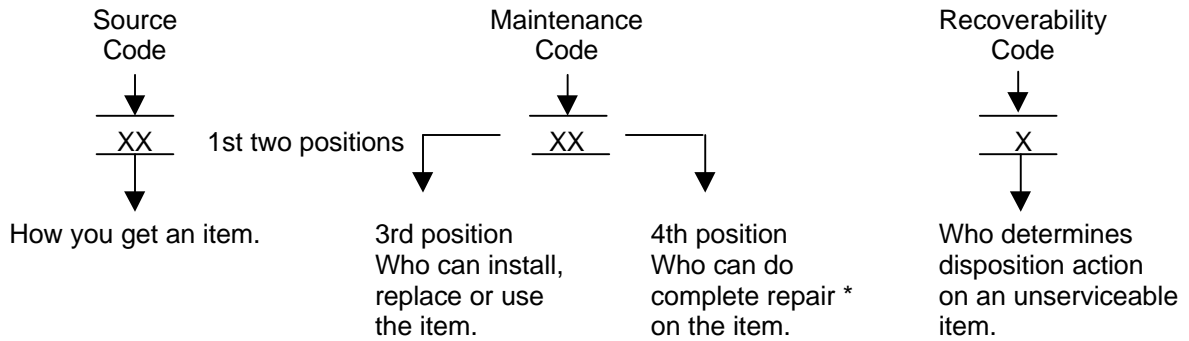 Source
Code
Maintenance
Code
Recoverability
Code
XX
1st two positions
XX
X
How you get an item.
3rd position
Who can install,
replace or use
the item.
4th position
Who can do
complete repair *
on the item.
Who determines
disposition action
on an unserviceable
item.